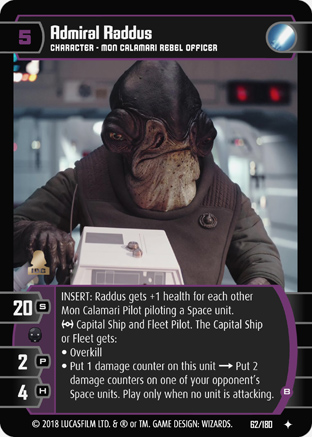 5
Admiral Raddus
CHARACTER - MON CALAMARI REBEL OFFICER
20 S
2 P
4 H
INSERT: Raddus gets +1 health for each other
Mon Calamari Pilot piloting a Space unit.
Capital Ship and Fleet Pilot. The Capital Ship
or Fleet gets:
• Overkill
• Put 1 damage counter on this unit → Put 2
damage counters on one of your opponent's
Space units. Play only when no unit is attacking.
B
© 2018 LUCASFILM LTD. & ® or TM. GAME DESIGN: WIZARDS.
62/180